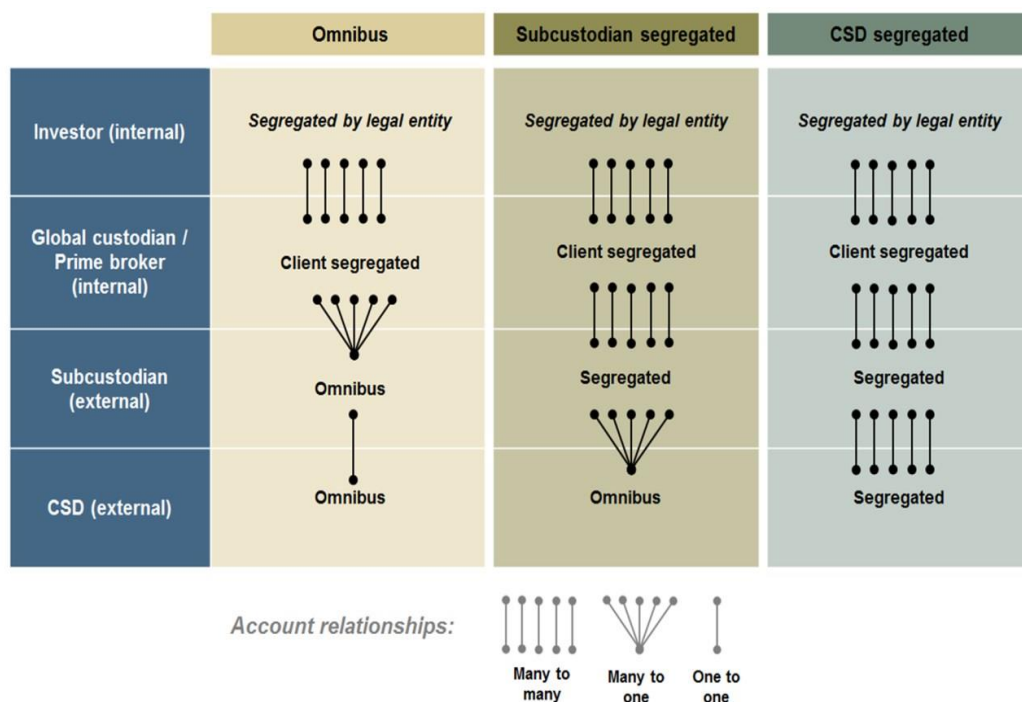 Omnibus
Subcustodian segregated
CSD segregated
Investor (internal)
Segregated by legal entity
Segregated by legal entity
Segregated by legal entity
Global custodian /
Prime broker
(internal)
Client segregated
Client segregated
Client segregated
Subcustodian
(external)
Omnibus
Segregated
Segregated
CSD (external)
Omnibus
Omnibus
Segregated
Account relationships:
Many to
many
Many to
one
One to
one